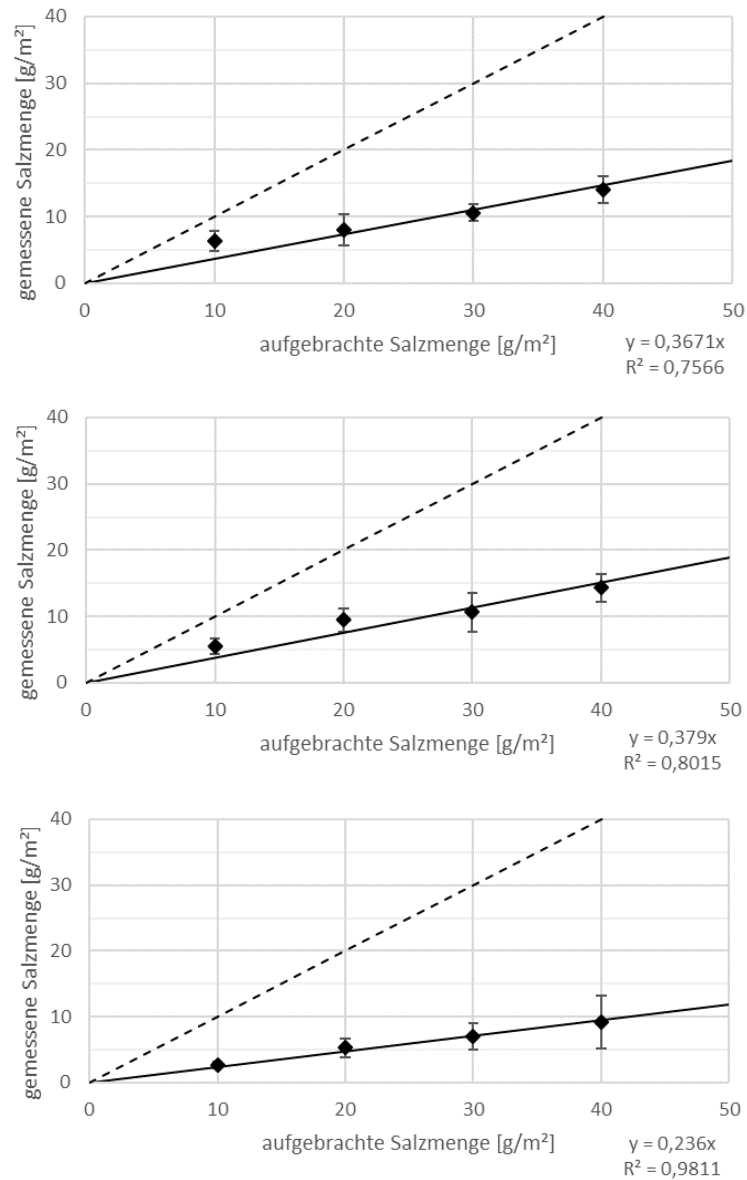 gemessene Salzmenge [g/m²]
40
30
20
10
0
0 10 20 30 40 50
aufgebrachte Salzmenge [g/m²]
y = 0,3671x
R² = 0,7566
gemessene Salzmenge [g/m²]
40
30
20
10
0
0 10 20 30 40 50
aufgebrachte Salzmenge [g/m²]
y = 0,379x
R² = 0,8015
gemessene Salzmenge [g/m²]
40
30
20
10
0
0 10 20 30 40 50
aufgebrachte Salzmenge [g/m²]
y = 0,236x
R² = 0,9811